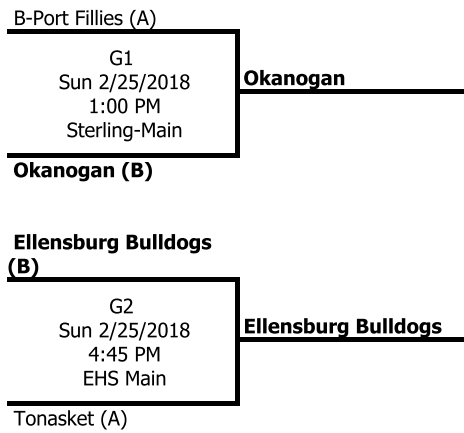 B-Port Fillies (A)
G1
Sun 2/25/2018
1:00 PM
Sterling-Main
Okanogan
Okanogan (B)
Ellensburg Bulldogs
(B)
G2
Sun 2/25/2018
4:45 PM
EHS Main
Ellensburg Bulldogs
Tonasket (A)